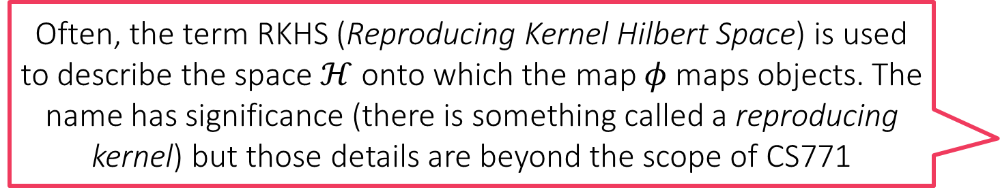 Often, the term RKHS (Reproducing Kernel Hilbert Space) is used
to describe the space ℋ onto which the map ϕ maps objects. The
name has significance (there is something called a reproducing
kernel) but those details are beyond the scope of CS771